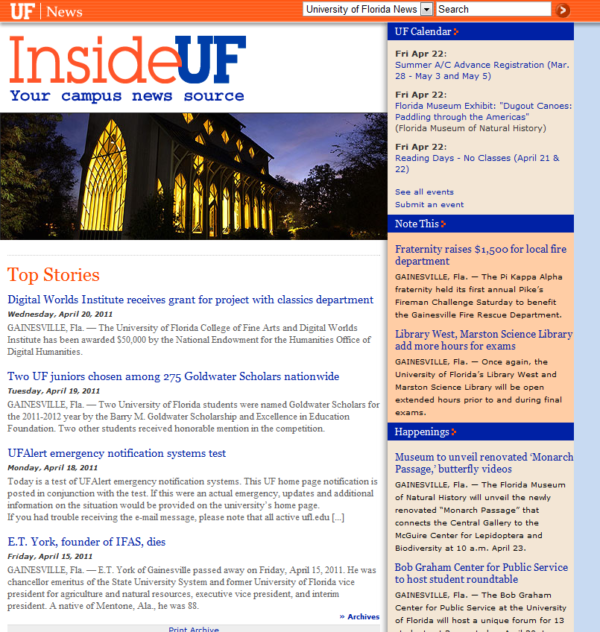 UF | News
University of Florida News
Search
InsideUF
Your campus news source
Top Stories
Digital Worlds Institute receives grant for project with classics department
Wednesday, April 20, 2011
GAINESVILLE, Fla. — The University of Florida College of Fine Arts and Digital Worlds
Institute has been awarded $50,000 by the National Endowment for the Humanities Office of
Digital Humanities.
Two UF juniors chosen among 275 Goldwater Scholars nationwide
Tuesday, April 19, 2011
GAINESVILLE, Fla. — Two University of Florida students were named Goldwater Scholars for
the 2011-2012 year by the Barry M. Goldwater Scholarship and Excellence in Education
Foundation. Two other students received honorable mention in the competition.
UFAlert emergency notification systems test
Monday, April 18, 2011
Today is a test of UFAlert emergency notification systems. This UF home page notification is
posted in conjunction with the test. If this were an actual emergency, updates and additional
information on the situation would be provided on the university's home page.
If you had trouble receiving the e-mail message, please note that all active ufl.edu [...]
E.T. York, founder of IFAS, dies
Friday, April 15, 2011
GAINESVILLE, Fla. — E.T. York of Gainesville passed away on Friday, April 15, 2011. He was
chancellor emeritus of the State University System and former University of Florida vice
president for agriculture and natural resources, executive vice president, and interim
president. A native of Mentone, Ala., he was 88.
» Archives
Print Archive
UF Calendar
Fri Apr 22:
Summer A/C Advance Registration (Mar.
28 - May 3 and May 5)
Fri Apr 22:
Florida Museum Exhibit: "Dugout Canoes:
Paddling through the Americas"
(Florida Museum of Natural History)
Fri Apr 22:
Reading Days - No Classes (April 21 &
22)
See all events
Submit an event
Note This
Fraternity raises $1,500 for local fire
department
GAINESVILLE, Fla. — The Pi Kappa Alpha
fraternity held its first annual Pike's
Fireman Challenge Saturday to benefit
the Gainesville Fire Rescue Department.
Library West, Marston Science Library
add more hours for exams
GAINESVILLE, Fla. — Once again, the
University of Florida's Library West and
Marston Science Library will be open
extended hours prior to and during final
exams.
Happenings
Museum to unveil renovated 'Monarch
Passage,' butterfly videos
GAINESVILLE, Fla. — The Florida Museum
of Natural History will unveil the newly
renovated "Monarch Passage" that
connects the Central Gallery to the
McGuire Center for Lepidoptera and
Biodiversity at 10 a.m. April 23.
Bob Graham Center for Public Service
to host student roundtable
GAINESVILLE, Fla. — The Bob Graham
Center for Public Service at the University
of Florida will host a unique forum for 13